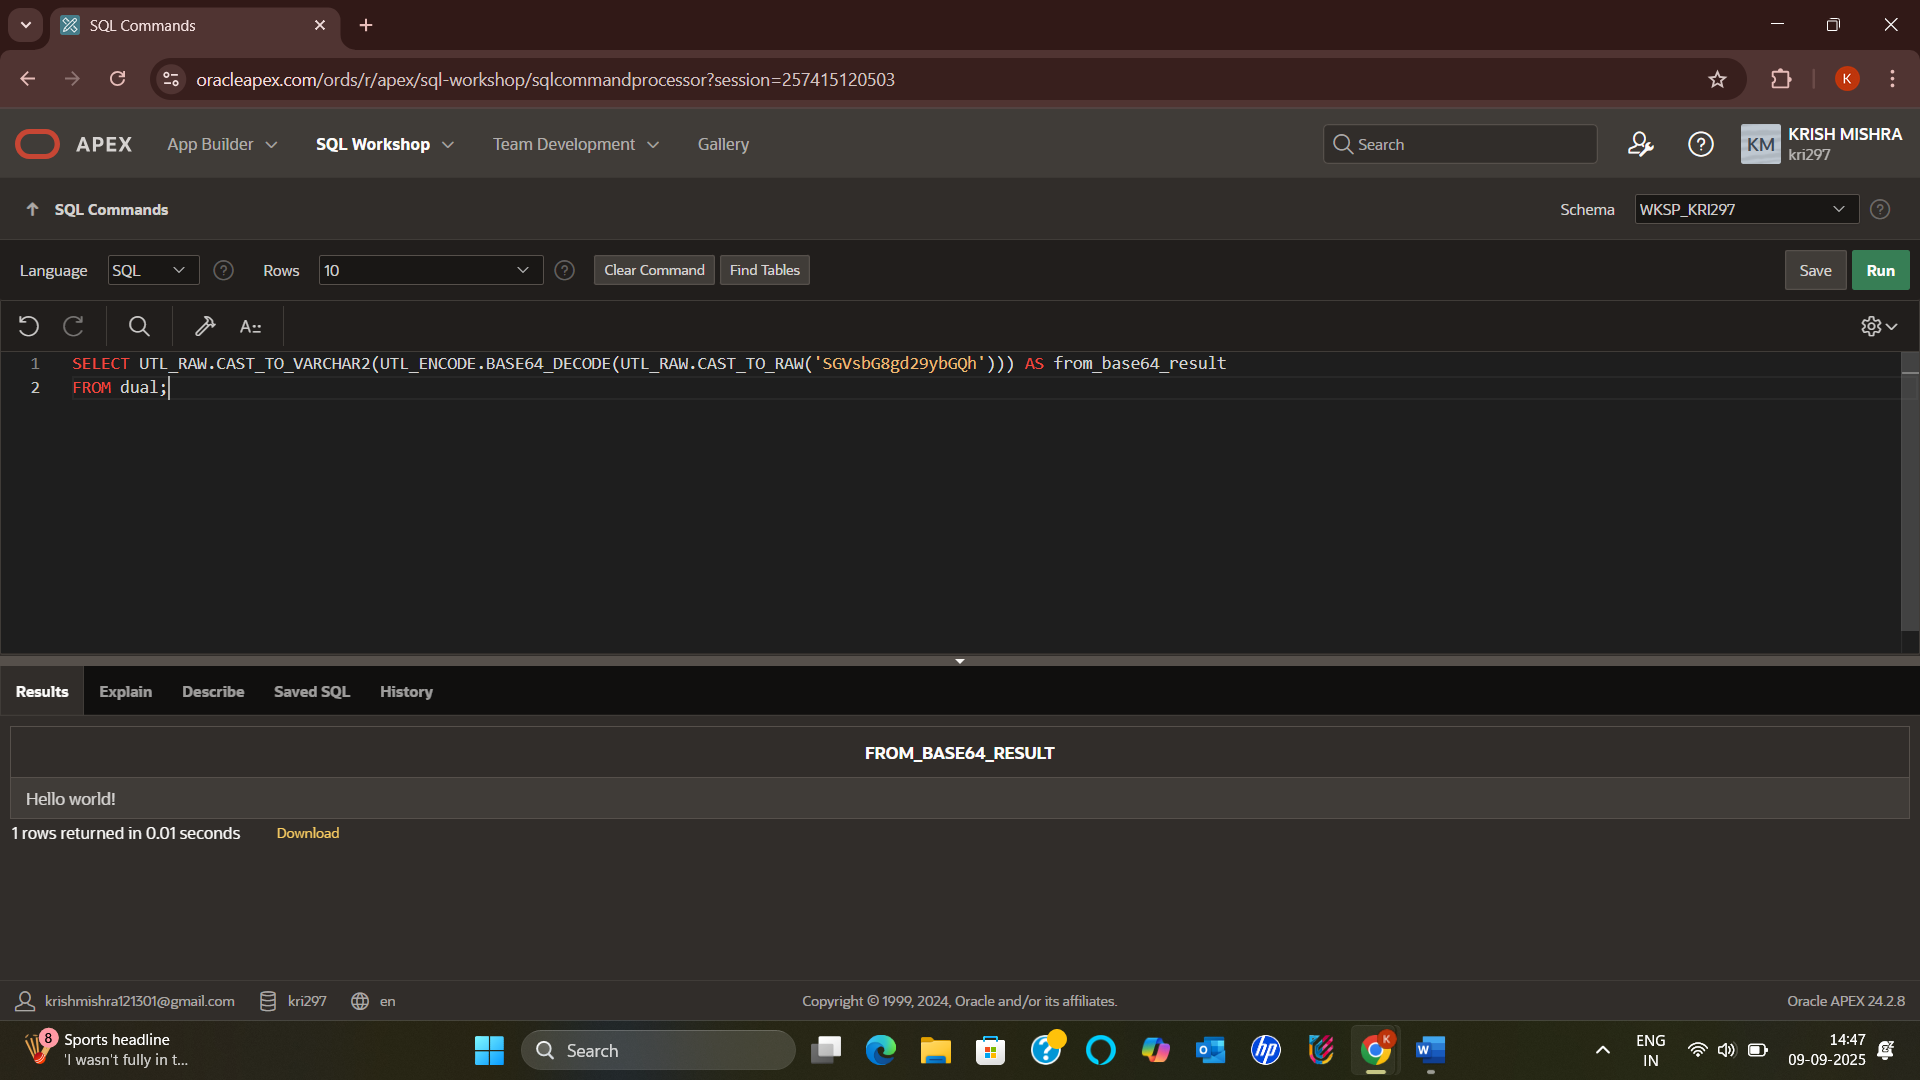 SQL Commands
oracleapex.com/ords/r/apex/sql-workshop/sqlcommandprocessor?session=257415120503
K
APEX
App Builder
SQL Workshop
Team Development
Gallery
Search
KM
KRISH MISHRA
kri297
SQL Commands
Schema
WKSP_KRI297
Language
SQL
Rows
10
Clear Command
Find Tables
Save
Run
1 SELECT UTL_RAW.CAST_TO_VARCHAR2(UTL_ENCODE.BASE64_DECODE(UTL_RAW.CAST_TO_RAW('SGVsbG8gd29ybGQh'))) AS from_base64_result
2 FROM dual;
Results
Explain
Describe
Saved SQL
History
FROM_BASE64_RESULT
Hello world!
1 rows returned in 0.01 seconds
Download
krishmishra121301@gmail.com
kri297
en
Copyright © 1999, 2024, Oracle and/or its affiliates.
Oracle APEX 24.2.8
8
Sports headline
'I wasn't fully in t...
Search
hp
K
ENG
IN
14:47
09-09-2025